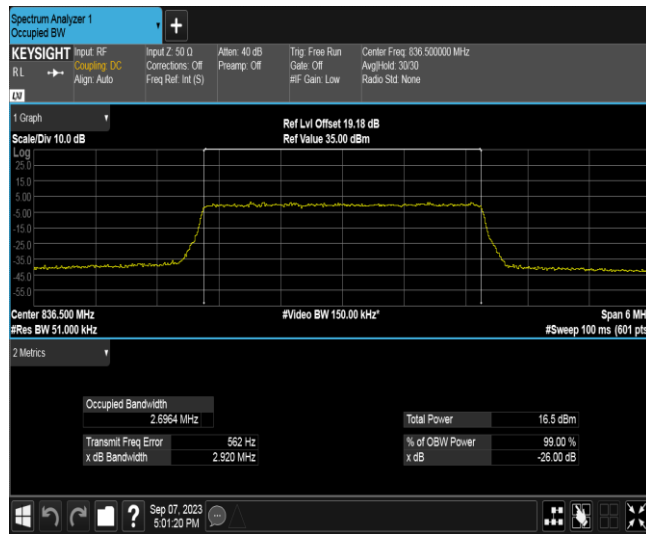 Spectrum Analyzer 1
Occupied BW
+
KEYSIGHT
RL
LXI
Input: RF
Coupling: DC
Align: Auto
Input Z: 50 Ω
Corrections: Off
Freq Ref: Int (S)
Atten: 40 dB
Preamp: Off
Trig: Free Run
Gate: Off
#IF Gain: Low
Center Freq: 836.500000 MHz
Avg|Hold: 30/30
Radio Std: None
1 Graph
Scale/Div 10.0 dB
Ref Lvl Offset 19.18 dB
Ref Value 35.00 dBm
Log
25.0
15.0
5.00
-5.00
-15.0
-25.0
-35.0
-45.0
-55.0
Center 836.500 MHz
#Res BW 51.000 kHz
#Video BW 150.00 kHz*
Span 6 MH
#Sweep 100 ms (601 pts
2 Metrics
Occupied Bandwidth
2.6964 MHz
Transmit Freq Error 562 Hz
x dB Bandwidth 2.920 MHz
Total Power 16.5 dBm
% of OBW Power 99.00 %
x dB -26.00 dB
?
Sep 07, 2023
5:01:20 PM